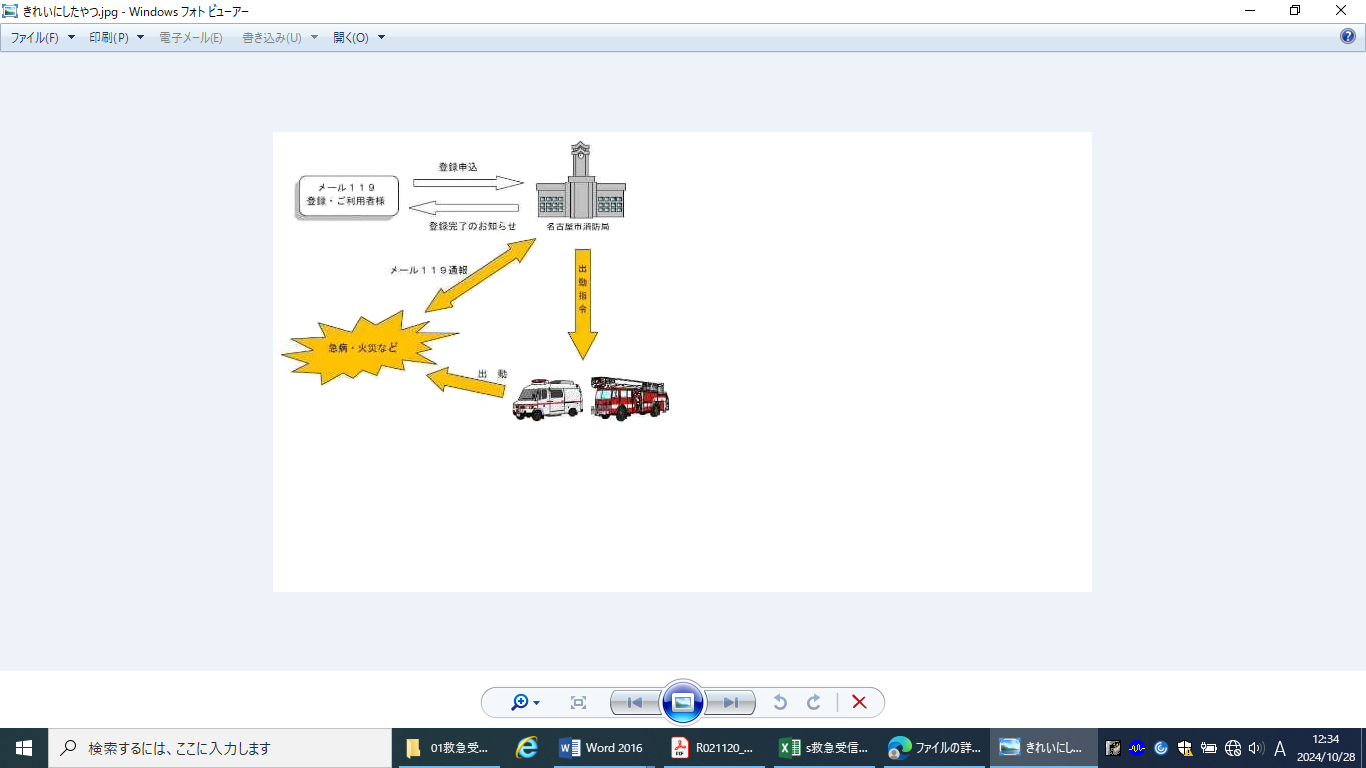 きれいにしたやつ.jpg - Windows フォト ビューアー
ファイル(F) 印刷(P) 電子メール(E) 書き込み(U) 開く(O)
登録申込
メール１１９
登録・ご利用者様
登録完了のお知らせ
名古屋市消防局
メール１１９通報
出動指令
急病・火災など
出　動
検索するには、ここに入力します
01救急受...
Word 2016
R021120_...
s救急受信...
ファイルの詳...
きれいにし...
A
12:34
2024/10/28